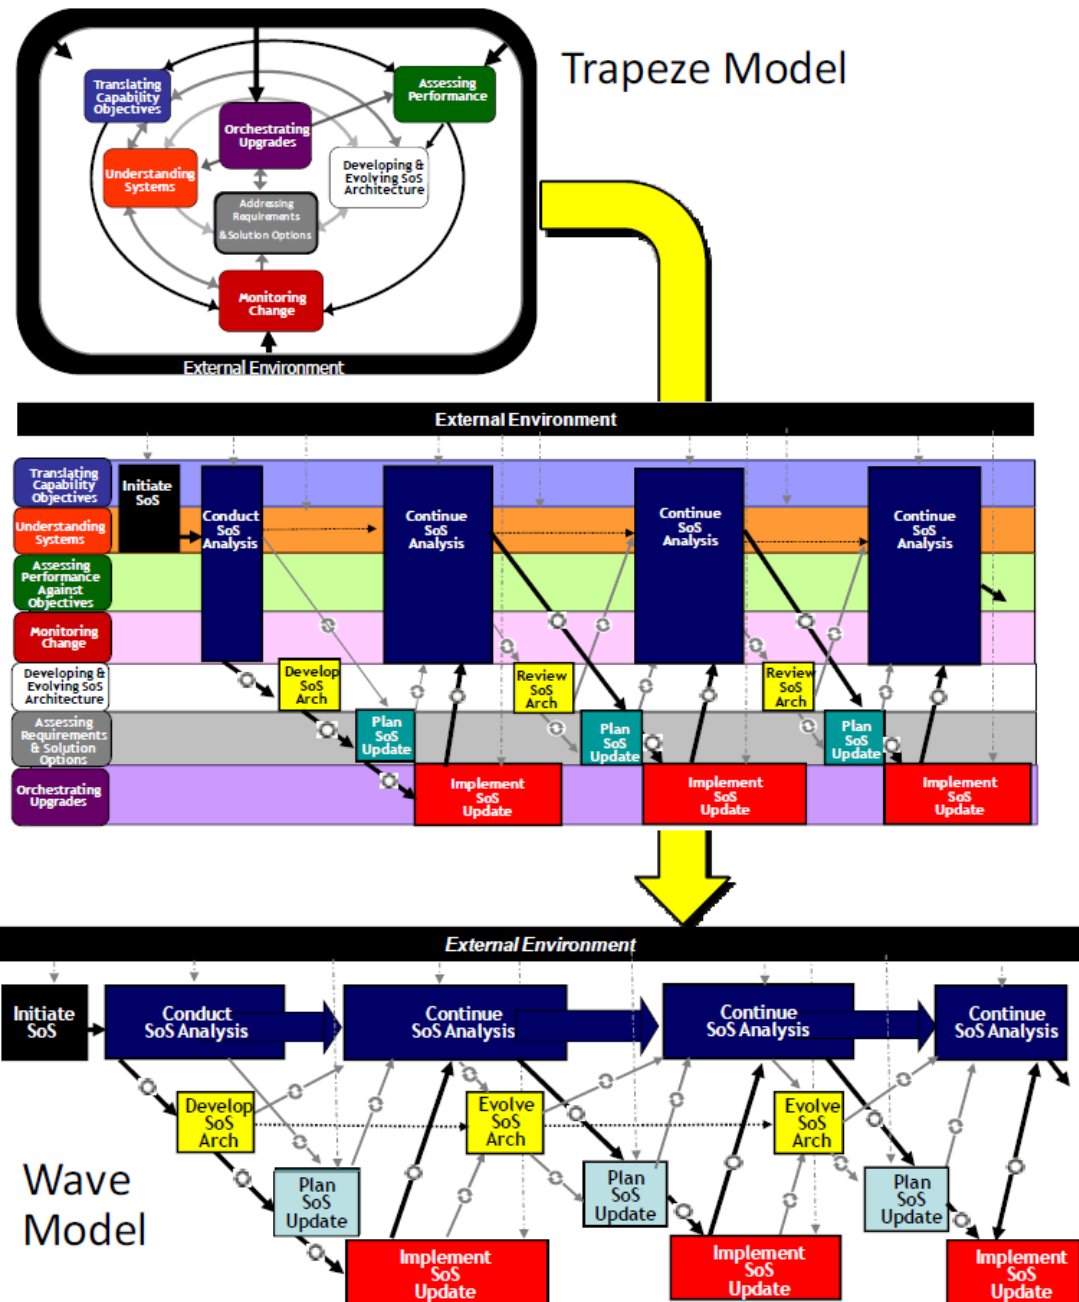 Trapeze Model
Translating
Capability
Objectives
Assessing
Performance
Orchestrating
Upgrades
Understanding
Systems
Developing &
Evolving SoS
Architecture
Addressing
Requirements
& Solution Options
Monitoring
Change
External Environment
External Environment
Translating
Capability
Objectives
Understanding
Systems
Assessing
Performance
Against
Objectives
Monitoring
Change
Developing &
Evolving SoS
Architecture
Assessing
Requirements
& Solution
Options
Orchestrating
Upgrades
Initiate
SoS
Conduct
SoS
Analysis
Continue
SoS
Analysis
Continue
SoS
Analysis
Continue
SoS
Analysis
Develop
SoS
Arch
Review
SoS
Arch
Review
SoS
Arch
Plan
SoS
Update
Plan
SoS
Update
Plan
SoS
Update
Implement
SoS
Update
Implement
SoS
Update
Implement
SoS
Update
External Environment
Initiate
SoS
Conduct
SoS Analysis
Continue
SoS Analysis
Continue
SoS Analysis
Continue
SoS Analysis
Develop
SoS
Arch
Evolve
SoS
Arch
Evolve
SoS
Arch
Plan
SoS
Update
Plan
SoS
Update
Plan
SoS
Update
Wave
Model
Implement
SoS
Update
Implement
SoS
Update
Implement
SoS
Update